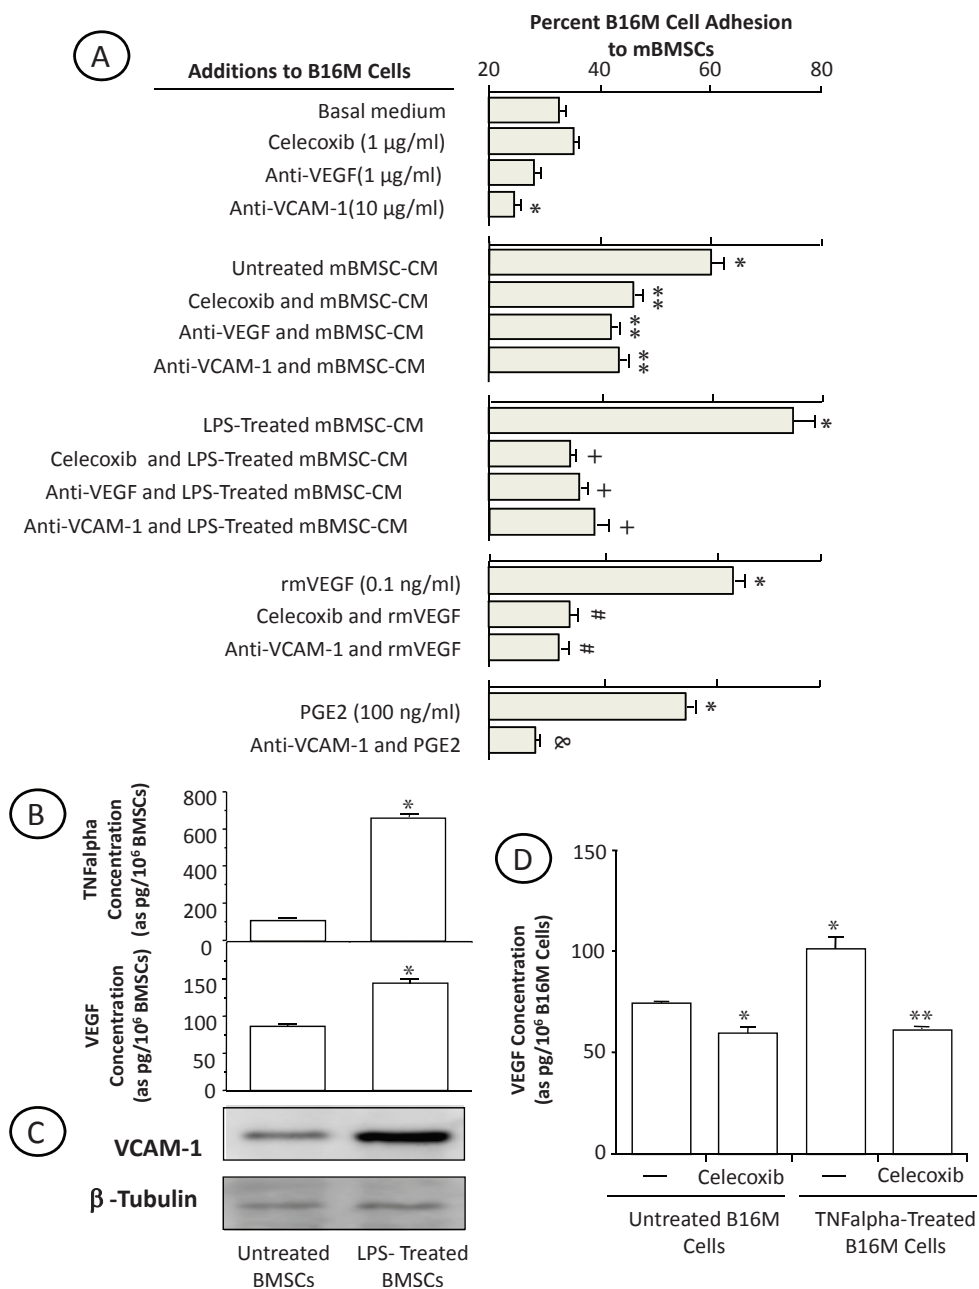 A
Percent B16M Cell Adhesion
to mBMSCs
Additions to B16M Cells
20 40 60 80
Basal medium
Celecoxib (1 µg/ml)
Anti-VEGF(1 µg/ml)
Anti-VCAM-1(10 µg/ml) *
Untreated mBMSC-CM *
Celecoxib and mBMSC-CM **
Anti-VEGF and mBMSC-CM **
Anti-VCAM-1 and mBMSC-CM **
LPS-Treated mBMSC-CM *
Celecoxib and LPS-Treated mBMSC-CM +
Anti-VEGF and LPS-Treated mBMSC-CM +
Anti-VCAM-1 and LPS-Treated mBMSC-CM +
rmVEGF (0.1 ng/ml) *
Celecoxib and rmVEGF #
Anti-VCAM-1 and rmVEGF #
PGE2 (100 ng/ml) *
Anti-VCAM-1 and PGE2 &
B
TNFalpha
Concentration
(as pg/10⁶ BMSCs)
800
600
400
200
0
*
VEGF
Concentration
(as pg/10⁶ BMSCs)
150
100
50
0
*
C
VCAM-1
β -Tubulin
Untreated
BMSCs
LPS- Treated
BMSCs
D
VEGF Concentration
(as pg/10⁶ B16M Cells)
150
100
50
0
*
*
**
— Celecoxib — Celecoxib
Untreated B16M
Cells
TNFalpha-Treated
B16M Cells